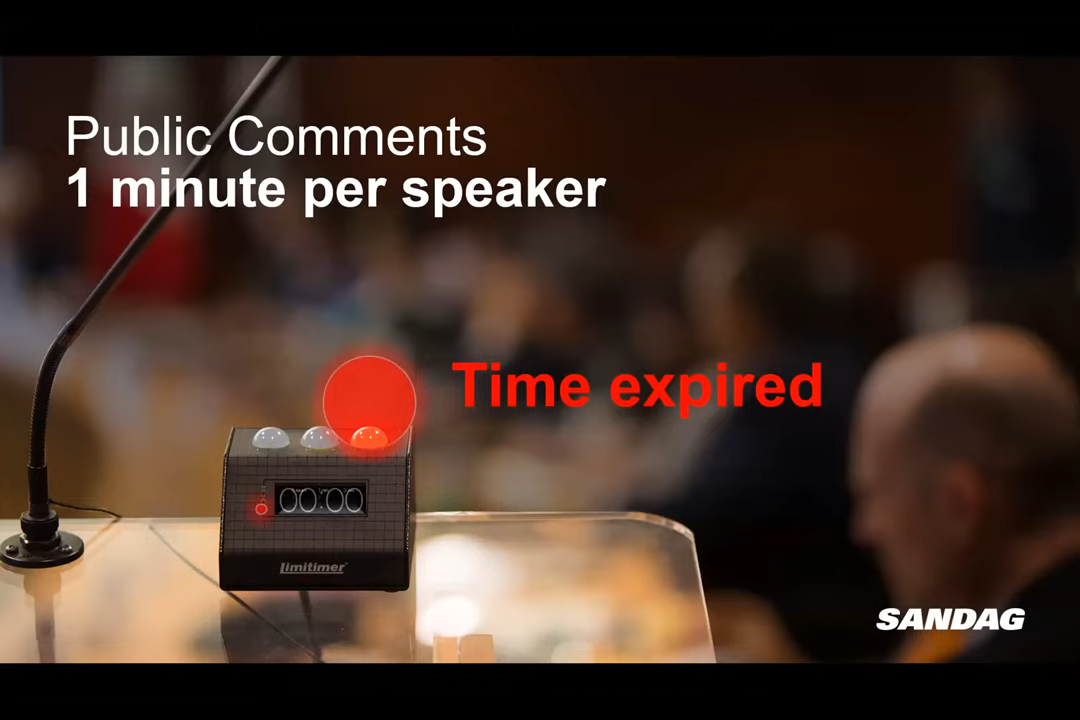 Public Comments
1 minute per speaker
Time expired
00:00
Limitimer
SANDAG